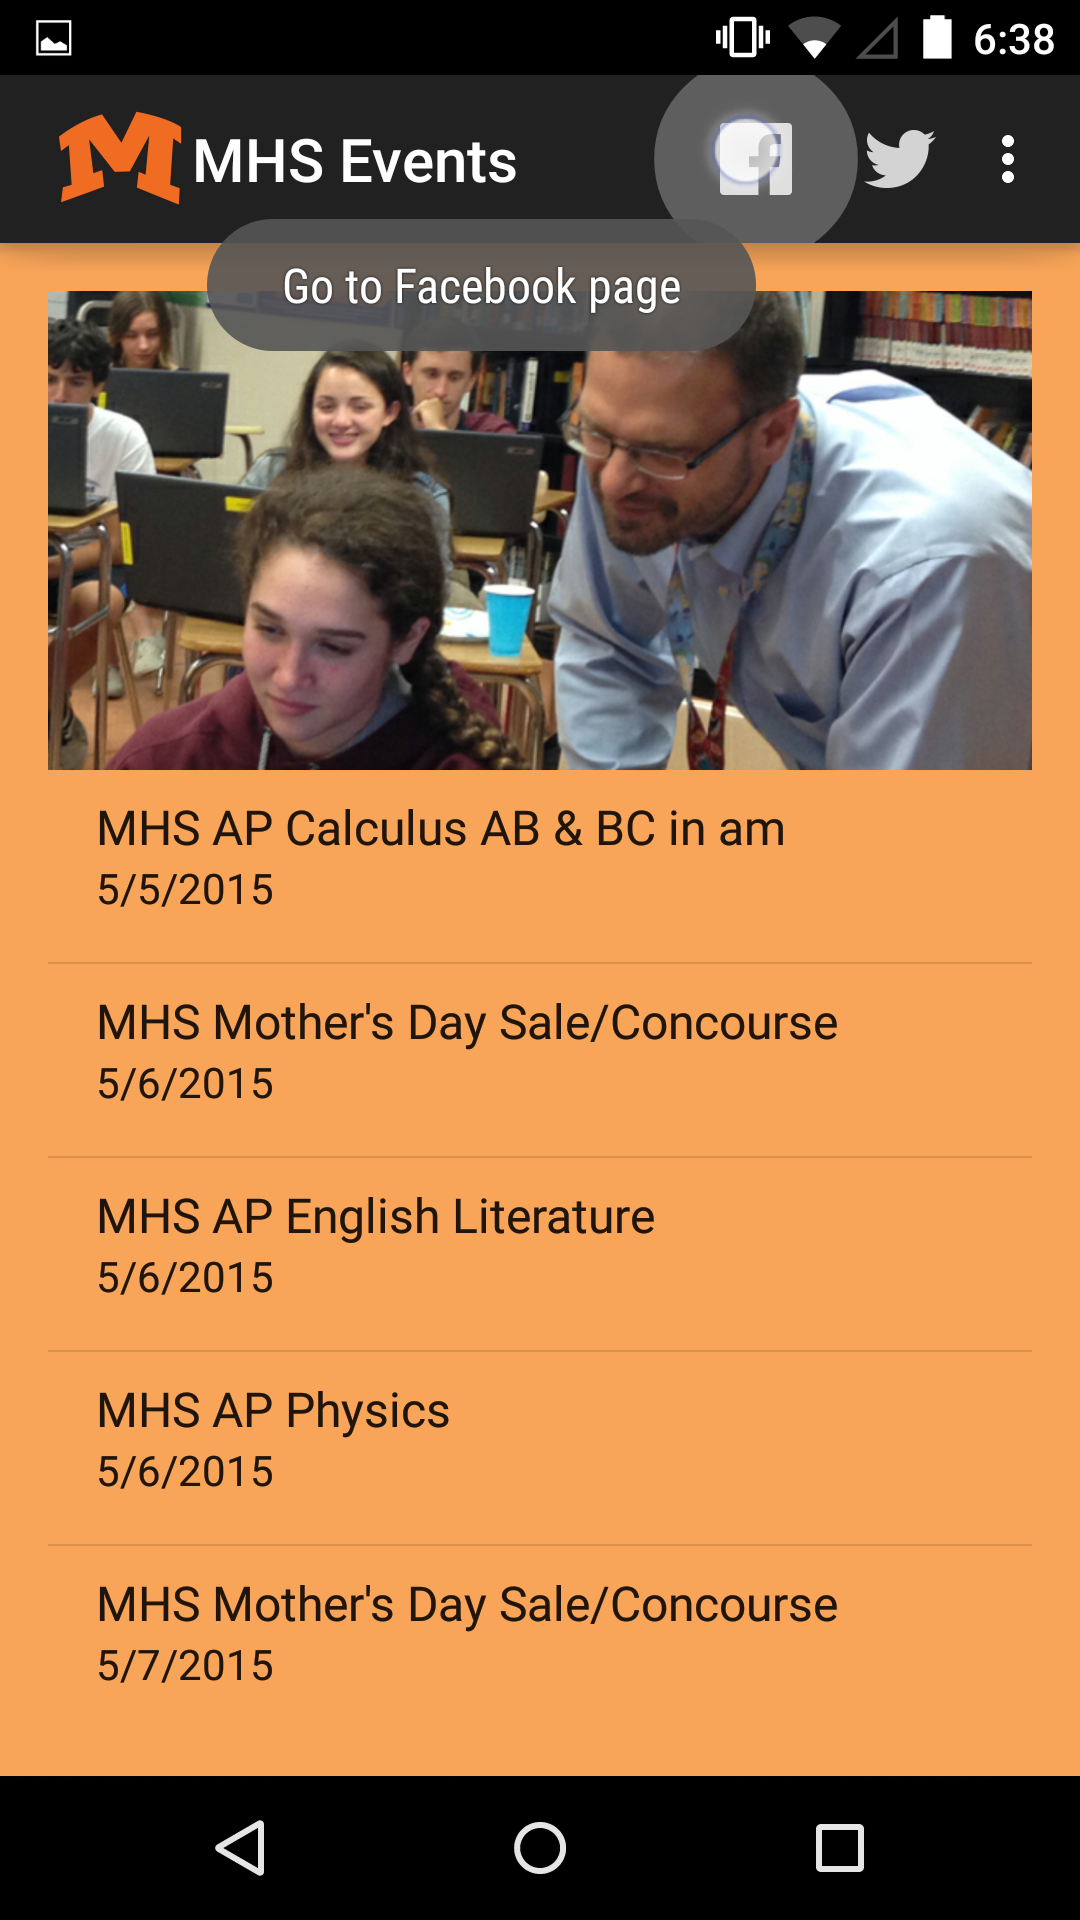 6:38
M MHS Events
Go to Facebook page
MHS AP Calculus AB & BC in am
5/5/2015
MHS Mother's Day Sale/Concourse
5/6/2015
MHS AP English Literature
5/6/2015
MHS AP Physics
5/6/2015
MHS Mother's Day Sale/Concourse
5/7/2015